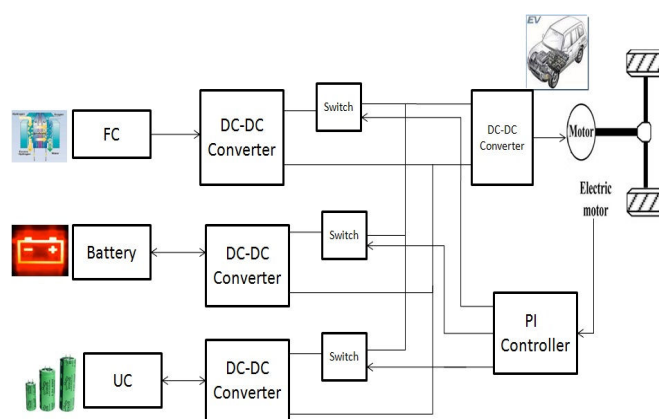 EV
FC
DC-DC
Converter
Switch
DC-DC
Converter
Motor
Electric
motor
Battery
DC-DC
Converter
Switch
PI
Controller
UC
DC-DC
Converter
Switch